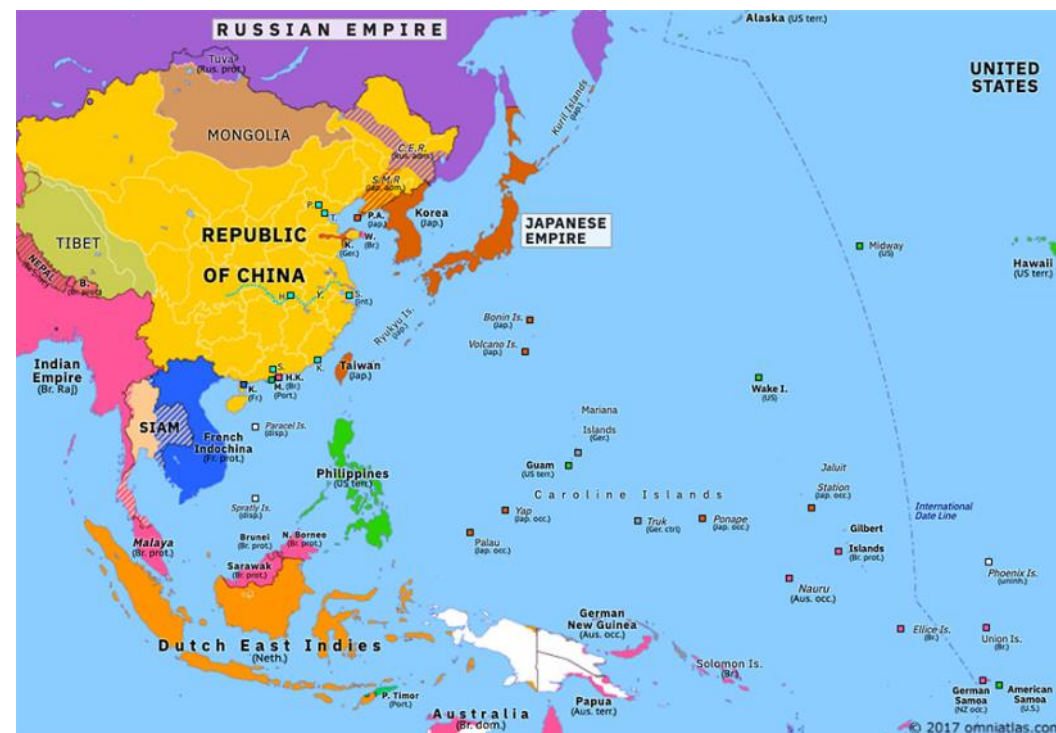 Alaska (US terr.)
RUSSIAN EMPIRE
Tuva
(Rus. prot.)
UNITED
STATES
Kuril Islands
(Jap.)
MONGOLIA
C.E.R.
(Rus. adm.)
S.M.R
(Jap. adm.)
P.
T.
P.A.
(Jap.)
Korea
(Jap.)
JAPANESE
EMPIRE
REPUBLIC
OF CHINA
K.
(Ger.)
W.
(Br.)
TIBET
NEPAL
B.
(Br. prot.)
Midway
(US)
Hawaii
(US terr.)
H.
Y.
S.
(Int.)
Ryukyu Is.
(Jap.)
Bonin Is.
(Jap.)
Volcano Is.
(Jap.)
Indian
Empire
(Br. Raj)
S.
K.
Taiwan
(Jap.)
K.
(Fr.)
M.
(Port.)
H.K.
(Br.)
Wake I.
(US)
SIAM
French
Indochina
(Fr. prot.)
Paracel Is.
(disp.)
Mariana
Islands
(Ger.)
Guam
(US terr.)
Philippines
(US terr.)
Caroline Islands
Jaluit
Station
(Jap. occ.)
Spratly Is.
(disp.)
Yap
(Jap. occ.)
Truk
(Ger. ctrl)
Ponape
(Jap. occ.)
International
Date Line
Malaya
(Br. prot.)
Brunei
(Br. prot.)
N. Borneo
(Br. prot.)
Sarawak
(Br. prot.)
Palau
(Jap. occ.)
Gilbert
Islands
(Br. prot.)
Phoenix Is.
(uninh.)
Nauru
(Aus. occ.)
German
New Guinea
(Aus. occ.)
Ellice Is.
(Br.)
Union Is.
(Br.)
Dutch East Indies
(Neth.)
Solomon Is.
(Br.)
P. Timor
(Port.)
Papua
(Aus. terr.)
German
Samoa
(NZ occ.)
American
Samoa
(U.S.)
Australia
(Br. dom.)
© 2017 omniatlas.com